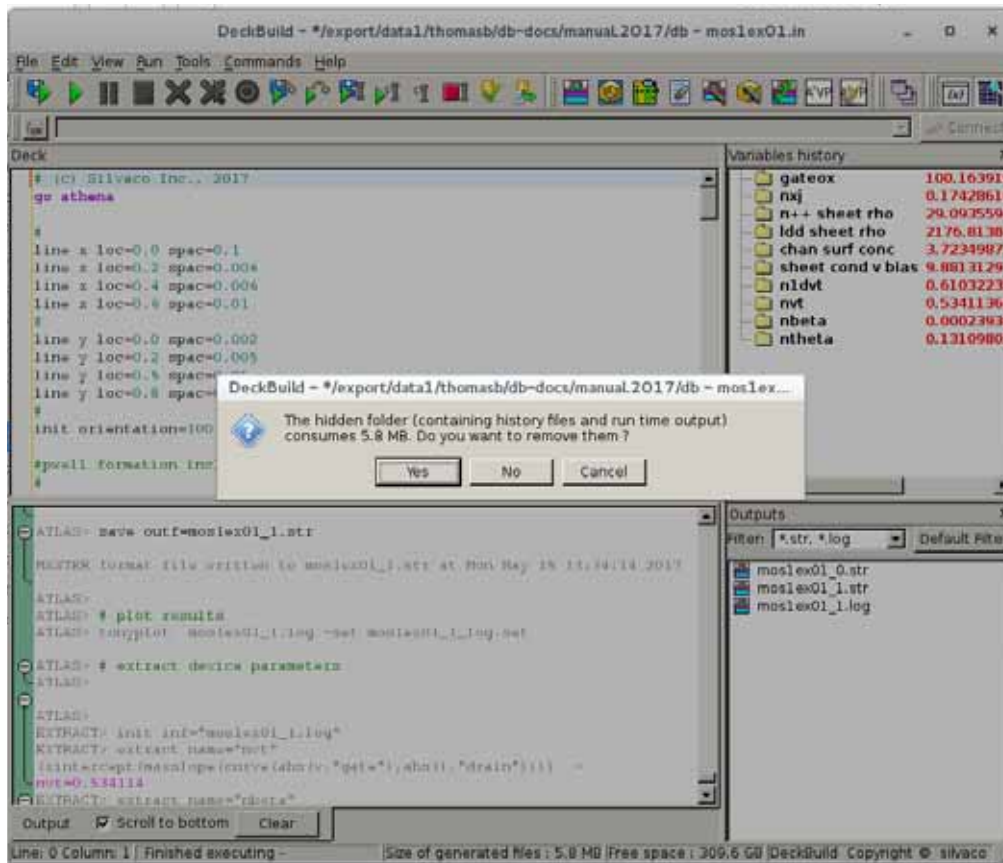 DeckBuild - */export/data1/thomasb/db-docs/manual.2017/db - mos1ex01.in
File Edit View Run Tools Commands Help
Connect
Deck
# (c) Silvaco Inc., 2017
go athena
#
line x loc=0.0 spac=0.1
line x loc=0.2 spac=0.006
line x loc=0.4 spac=0.006
line x loc=0.6 spac=0.01
#
line y loc=0.0 spac=0.002
line y loc=0.2 spac=0.005
line y loc=0.5
line y loc=0.8
#
init orientation=100
#pwell formation
#
Variables history
gateox 100.16391
nxj 0.1742861
n++ sheet rho 29.093559
ldd sheet rho 2176.8138
chan surf conc 3.7234987
sheet cond v bias 9.8813129
n1dvt 0.6103223
nvt 0.5341136
nbeta 0.0002393
ntheta 0.1310980
DeckBuild - */export/data1/thomasb/db-docs/manual.2017/db - mos1ex...
The hidden folder (containing history files and run time output)
consumes 5.8 MB. Do you want to remove them ?
Yes No Cancel
ATLAS> save outf=mos1ex01_1.str
MASTER format file written to mos1ex01_1.str at Mon May 15 2017
ATLAS>
ATLAS> # plot results
ATLAS> tonyplot mos1ex01_1.log -set mos1ex01_1_log.set
ATLAS> # extract device parameters
ATLAS>
ATLAS>
EXTRACT> init inf="mos1ex01_1.log"
EXTRACT> extract name="nvt"
(xintercept(maxslope(curve(abs(v."gate"),abs(i."drain"))))
nvt=0.534114
EXTRACT> extract name="nbeta"
Output Scroll to bottom Clear
Outputs
Filter: *.str, *.log Default Filte
mos1ex01_0.str
mos1ex01_1.str
mos1ex01_1.log
Line: 0 Column: 1 Finished executing - Size of generated files : 5.8 MB Free space : 309.6 GB DeckBuild Copyright © silvaco